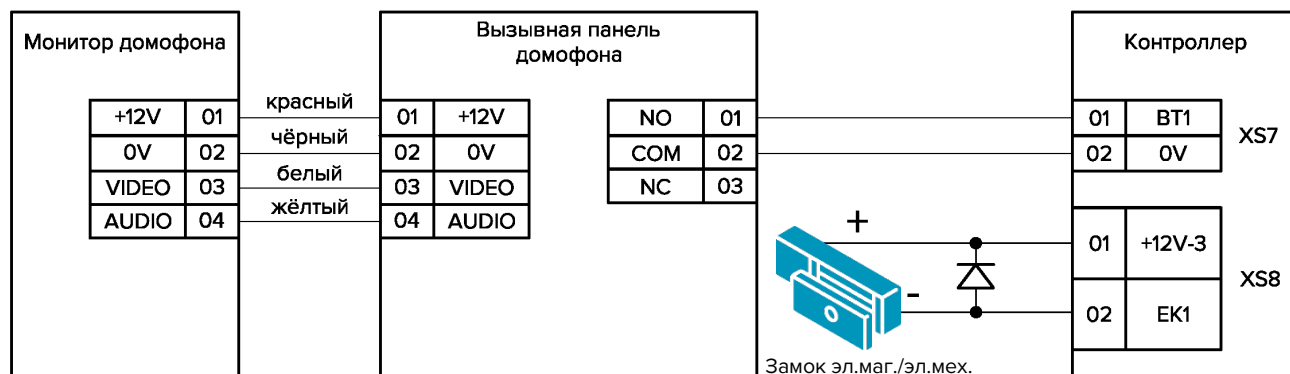 Монитор домофона
+12V 01
0V 02
VIDEO 03
AUDIO 04
красный
чёрный
белый
жёлтый
Вызывная панель
домофона
01 +12V
02 0V
03 VIDEO
04 AUDIO
NO 01
COM 02
NC 03
Контроллер
01 BT1
02 0V
XS7
01 +12V-3
02 EK1
XS8
+
-
Замок эл.маг./эл.мех.